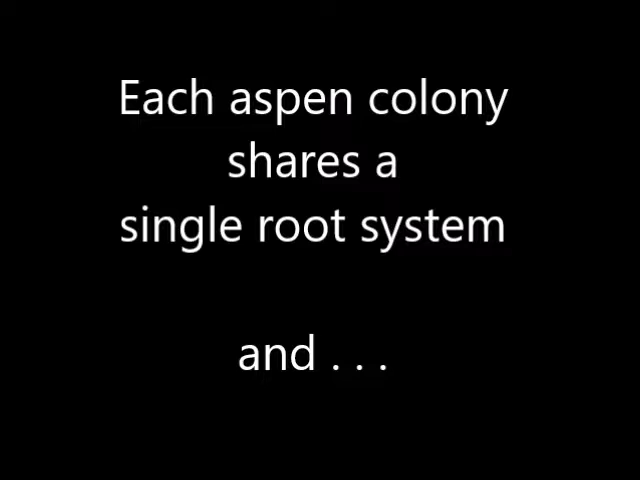 Each aspen colony
shares a
single root system
and . . .